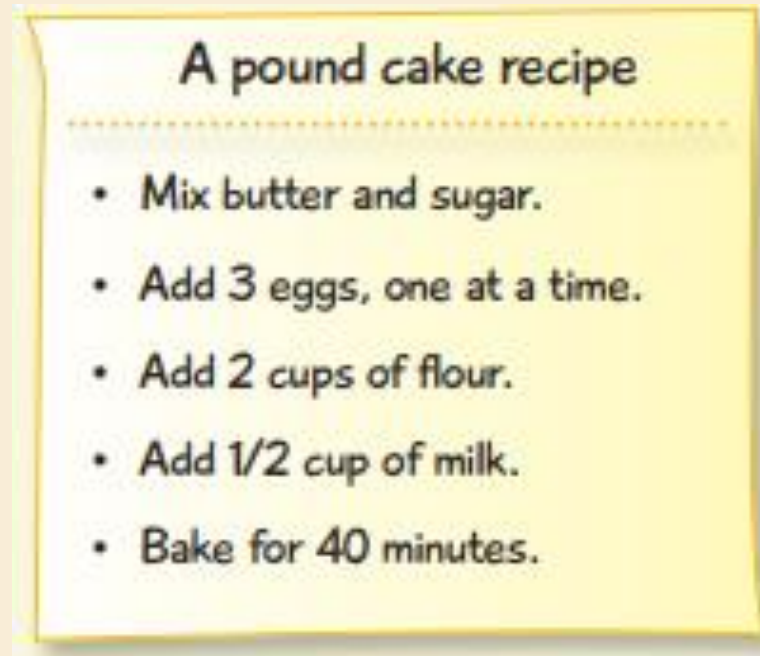 A pound cake recipe
• Mix butter and sugar.
• Add 3 eggs, one at a time.
• Add 2 cups of flour.
• Add 1/2 cup of milk.
• Bake for 40 minutes.